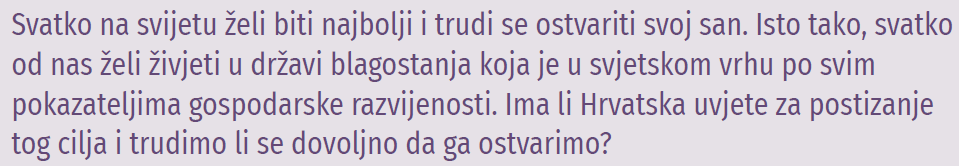 Svatko na svijetu želi biti najbolji i trudi se ostvariti svoj san. Isto tako, svatko
od nas želi živjeti u državi blagostanja koja je u svjetskom vrhu po svim
pokazateljima gospodarske razvijenosti. Ima li Hrvatska uvjete za postizanje
tog cilja i trudimo li se dovoljno da ga ostvarimo?